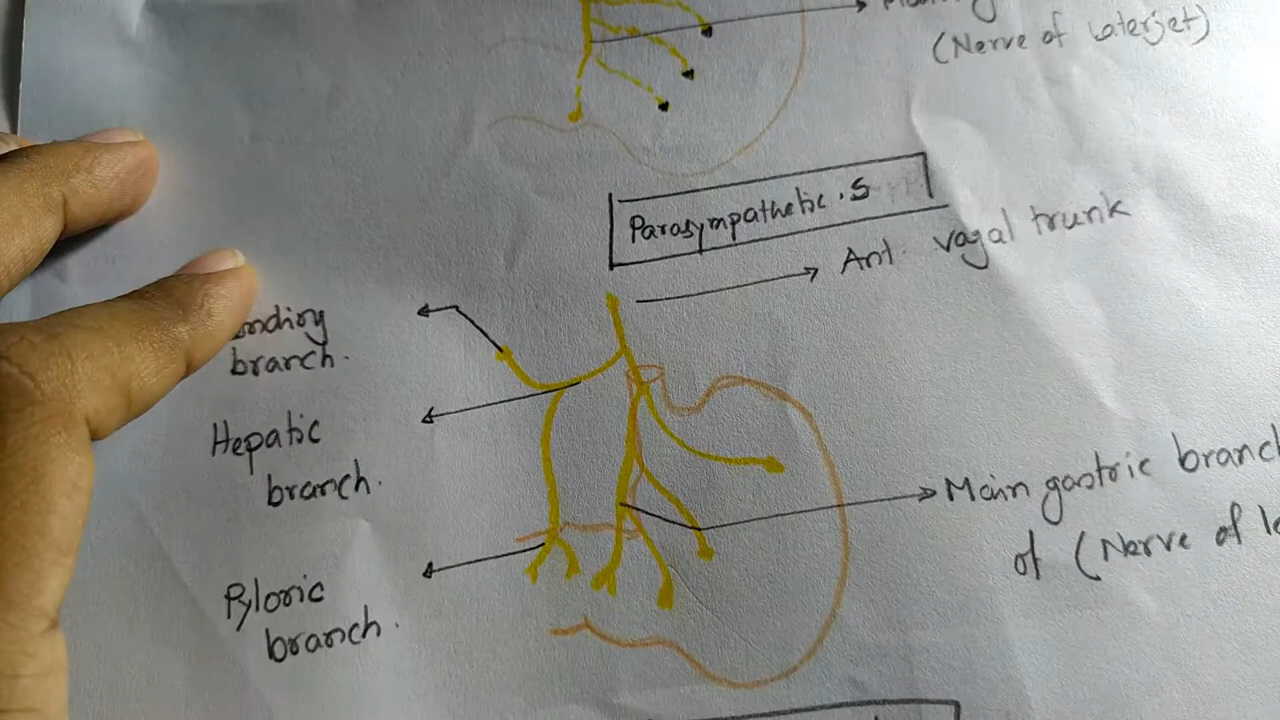 (Nerve of Laterjet)
Parasympathetic.S
Ant. vagal trunk
branch.
Hepatic
branch.
Main gastric branch
of (Nerve of
Pyloric
branch.